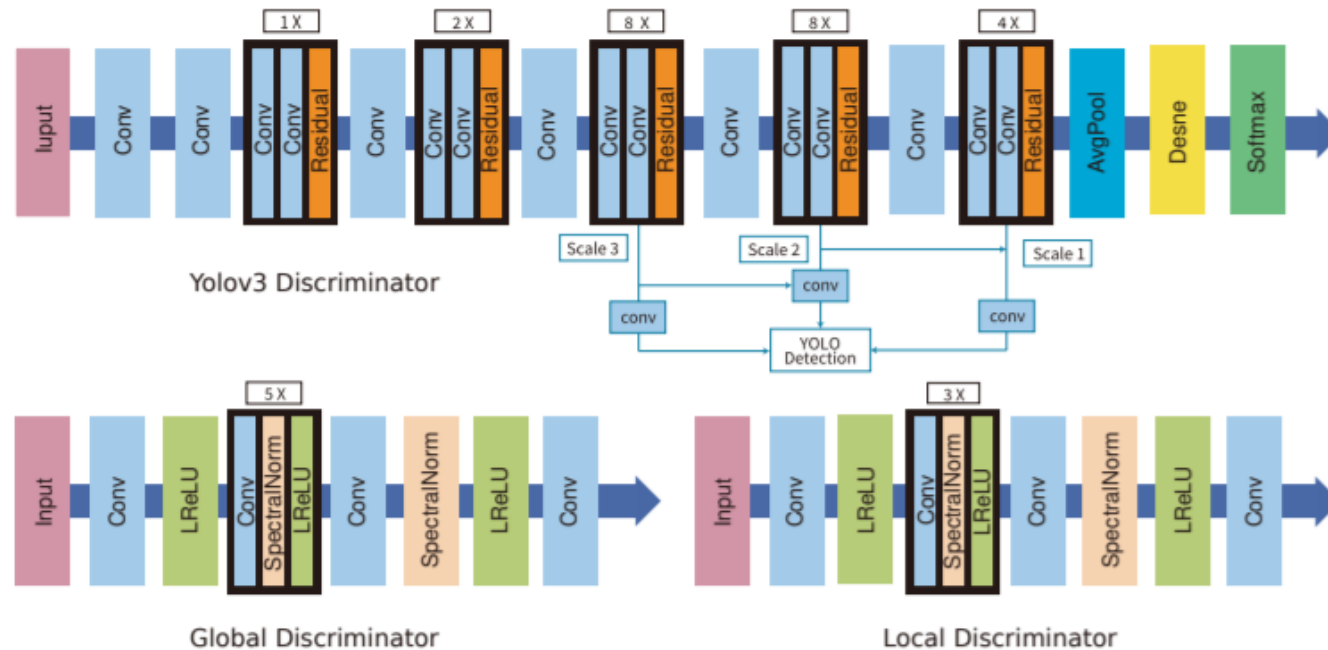 1 X
2 X
8 X
8 X
4 X
Iuput
Conv
Conv
Conv
Conv
Residual
Conv
Conv
Conv
Residual
Conv
Conv
Conv
Residual
Conv
Conv
Conv
Residual
Conv
Conv
Conv
Residual
AvgPool
Desne
Softmax
Scale 3
Scale 2
Scale 1
Yolov3 Discriminator
conv
conv
conv
YOLO
Detection
5 X
3 X
Input
Conv
LReLU
Conv
SpectralNorm
LReLU
Conv
SpectralNorm
LReLU
Conv
Input
Conv
LReLU
Conv
SpectralNorm
LReLU
Conv
SpectralNorm
LReLU
Conv
Global Discriminator
Local Discriminator